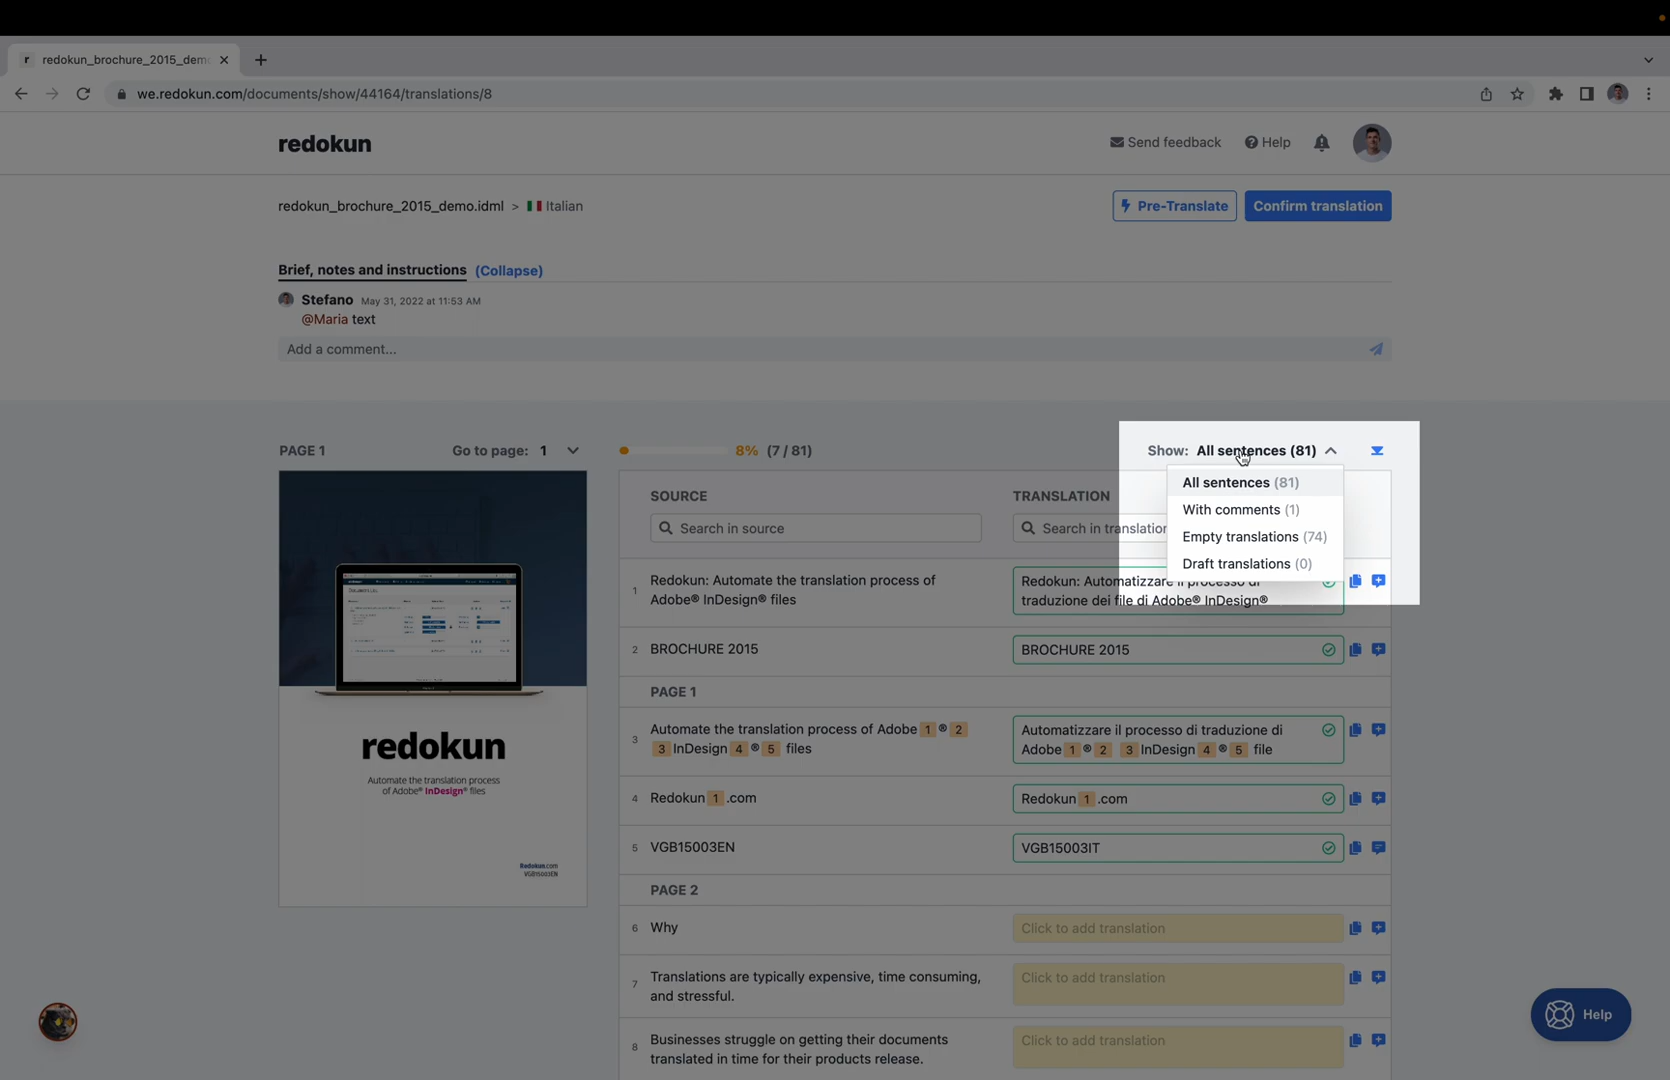 redokun_brochure_2015_dem
we.redokun.com/documents/show/44164/translations/8
redokun
Send feedback
Help
redokun_brochure_2015_demo.idml > Italian
Pre-Translate
Confirm translation
Brief, notes and instructions (Collapse)
Stefano May 31, 2022 at 11:53 AM
@Maria text
Add a comment...
PAGE 1
Go to page: 1
8% (7 / 81)
Show: All sentences (81)
All sentences (81)
With comments (1)
Empty translations (74)
Draft translations (0)
SOURCE
TRANSLATION
Search in source
Search in translation
1 Redokun: Automate the translation process of
Adobe® InDesign® files
Redokun: Automatizzare il processo di
traduzione dei file di Adobe® InDesign®
2 BROCHURE 2015
BROCHURE 2015
PAGE 1
3 Automate the translation process of Adobe 1 ® 2
3 InDesign 4 ® 5 files
Automatizzare il processo di traduzione di
Adobe 1 ® 2 3 InDesign 4 ® 5 file
4 Redokun 1 .com
Redokun 1 .com
5 VGB15003EN
VGB15003IT
PAGE 2
6 Why
Click to add translation
7 Translations are typically expensive, time consuming,
and stressful.
Click to add translation
8 Businesses struggle on getting their documents
translated in time for their products release.
Click to add translation
redokun
Automate the translation process
of Adobe® InDesign® files
Redokun.com
VGB15003EN
Help